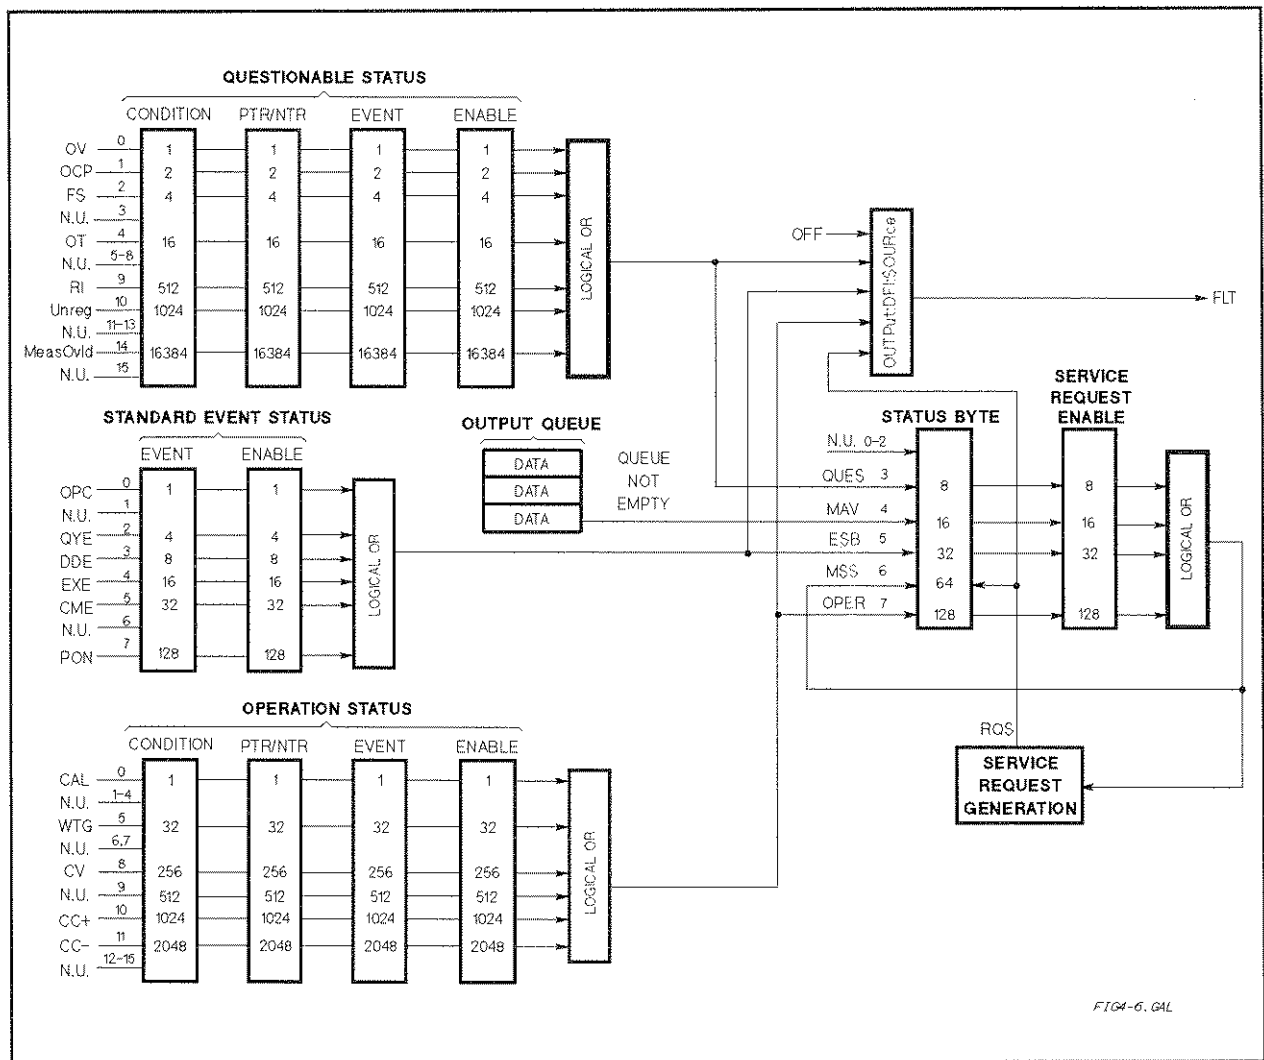 QUESTIONABLE STATUS
CONDITION PTR/NTR EVENT ENABLE
OV 0 1 1 1 1
OCP 1 2 2 2 2
FS 2 4 4 4 4
N.U. 3
OT 4 16 16 16 16
N.U. 5-8
RI 9 512 512 512 512
Unreg 10 1024 1024 1024 1024
N.U. 11-13
MeasOvld 14 16384 16384 16384 16384
N.U. 15
LOGICAL OR
OFF
OUTPut:DFI:SOURce
FLT
STANDARD EVENT STATUS
EVENT ENABLE
OPC 0 1 1
N.U. 1
QYE 2 4 4
DDE 3 8 8
EXE 4 16 16
CME 5 32 32
N.U. 6
PON 7 128 128
LOGICAL OR
OUTPUT QUEUE
DATA
DATA
DATA
QUEUE
NOT
EMPTY
STATUS BYTE
SERVICE
REQUEST
ENABLE
N.U. 0-2
QUES 3 8 8
MAV 4 16 16
ESB 5 32 32
MSS 6 64
OPER 7 128 128
LOGICAL OR
RQS
SERVICE
REQUEST
GENERATION
OPERATION STATUS
CONDITION PTR/NTR EVENT ENABLE
CAL 0 1 1 1 1
N.U. 1-4
WTG 5 32 32 32 32
N.U. 6,7
CV 8 256 256 256 256
N.U. 9 512 512 512 512
CC+ 10 1024 1024 1024 1024
CC- 11 2048 2048 2048 2048
N.U. 12-15
LOGICAL OR
FIG4-6.GAL